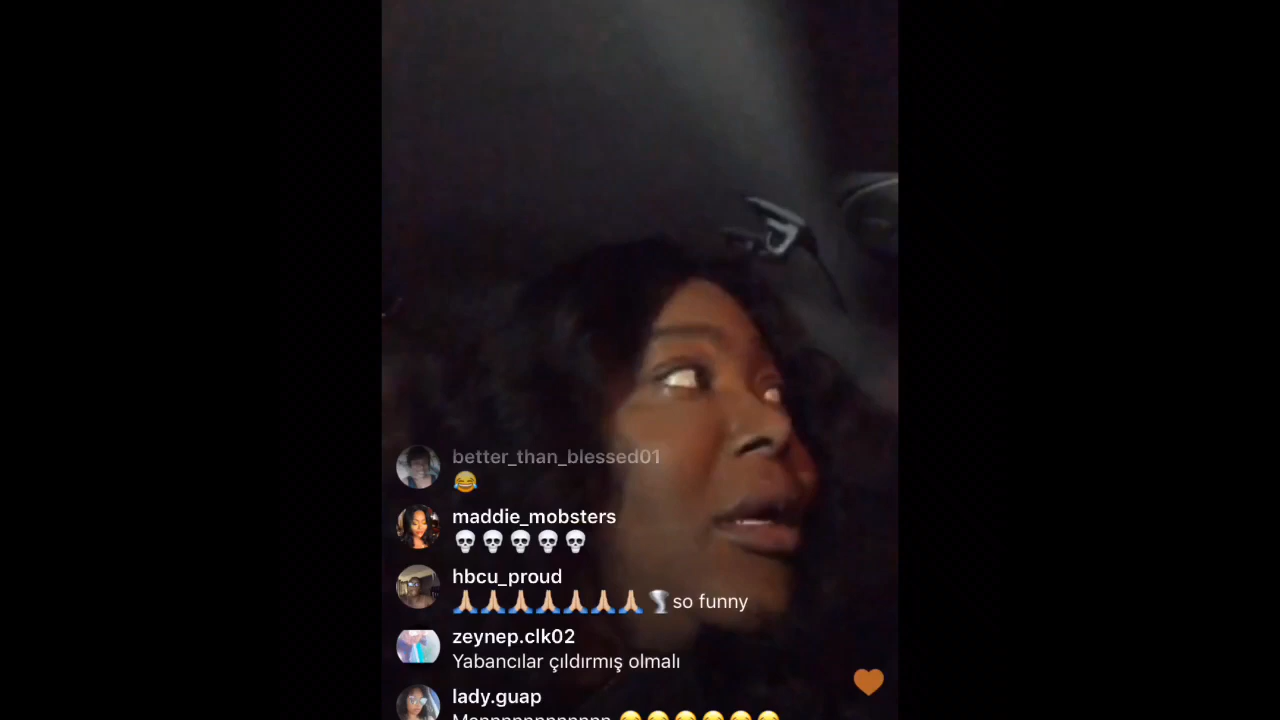 better_than_blessed01
😂
maddie_mobsters
💀💀💀💀💀
hbcu_proud
🙏🏼🙏🏼🙏🏼🙏🏼🙏🏼🙏🏼🙏🏼🌪️so funny
zeynep.clk02
Yabancılar çıldırmış olmalı
lady.guap
😂😂😂😂😂😂